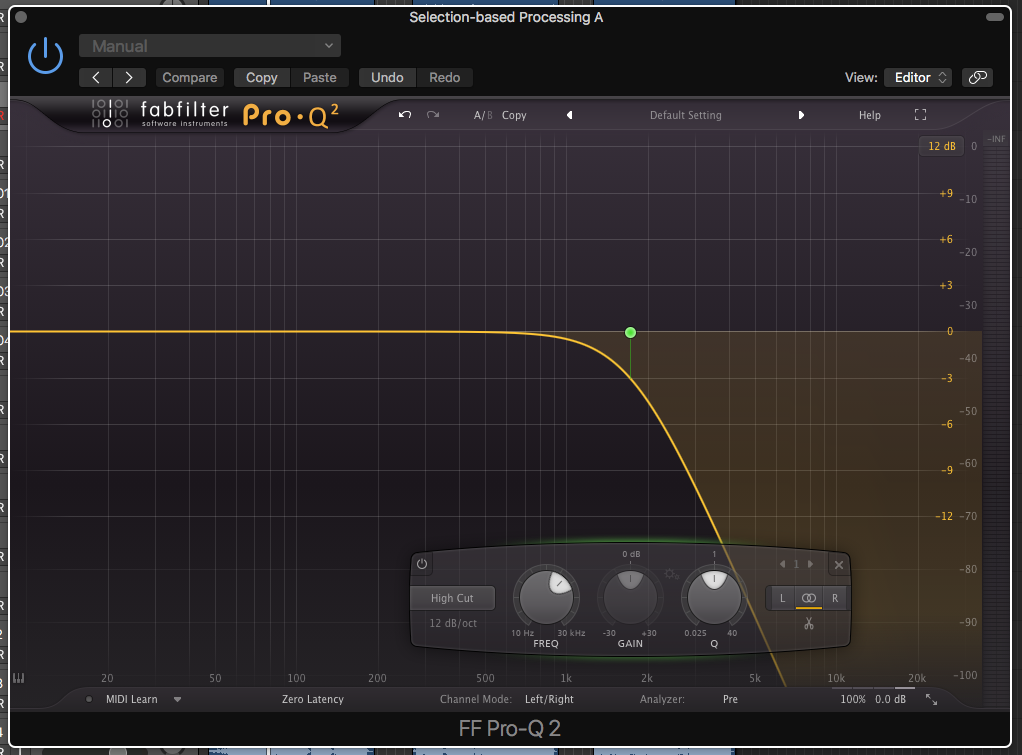 Selection-based Processing A
Manual
Compare Copy Paste Undo Redo View: Editor
fabfilter Pro·Q2
software instruments
A/B Copy Default Setting Help
-INF
12 dB 0
+9 -10
+6 -20
+3 -30
0 -40
-3 -50
-6 -60
-9 -70
-12 -80
-90
-100
0 dB 1
1
High Cut L R
12 dB/oct
10 Hz 30 kHz -30 +30 0.025 40
FREQ GAIN Q
20 50 100 200 500 1k 2k 5k 10k 20k
MIDI Learn Zero Latency Channel Mode: Left/Right Analyzer: Pre 100% 0.0 dB
FF Pro-Q 2